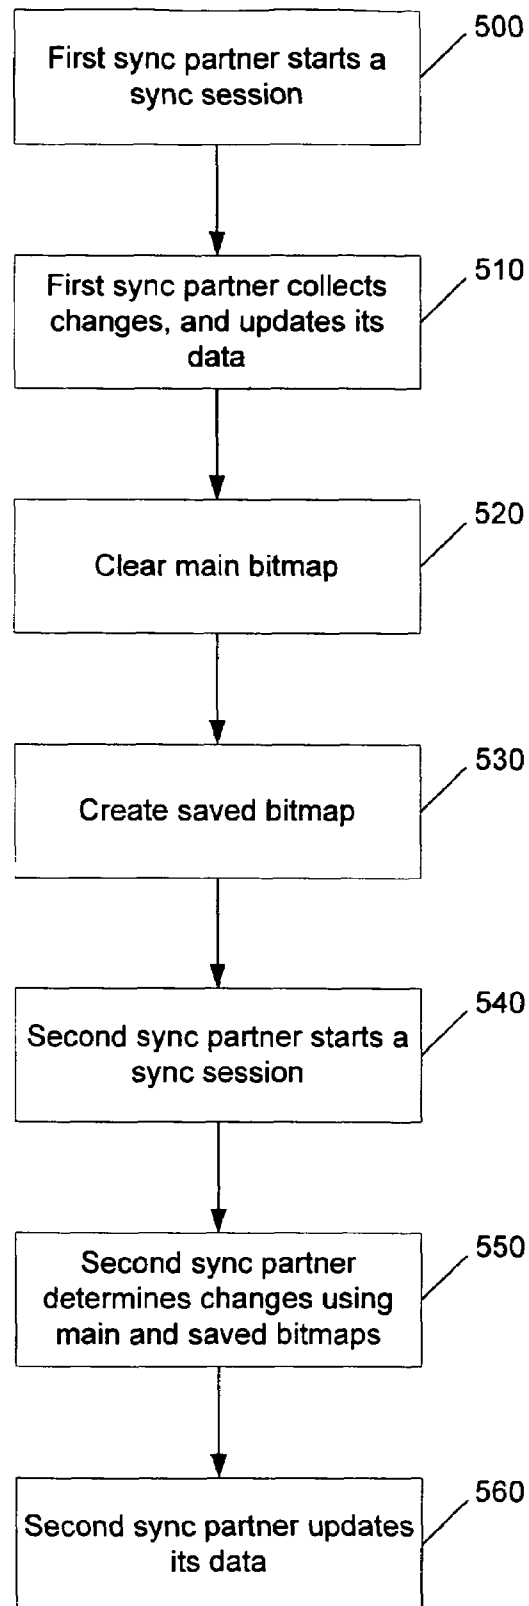 500
First sync partner starts a
sync session
510
First sync partner collects
changes, and updates its
data
520
Clear main bitmap
530
Create saved bitmap
540
Second sync partner starts a
sync session
550
Second sync partner
determines changes using
main and saved bitmaps
560
Second sync partner updates
its data